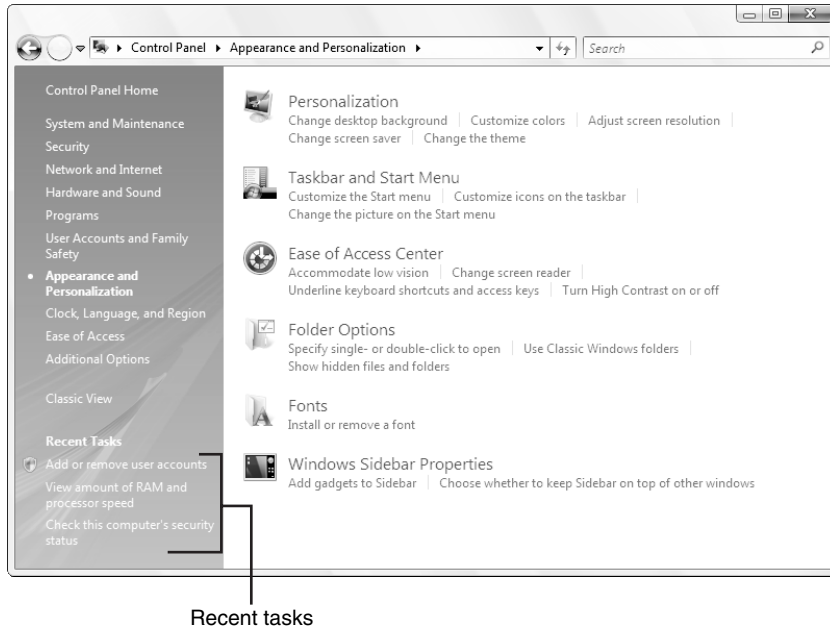 Control Panel Appearance and Personalization Search
Control Panel Home
System and Maintenance
Security
Network and Internet
Hardware and Sound
Programs
User Accounts and Family
Safety
Appearance and
Personalization
Clock, Language, and Region
Ease of Access
Additional Options
Classic View
Recent Tasks
Add or remove user accounts
View amount of RAM and
processor speed
Check this computer's security
status
Personalization
Change desktop background Customize colors Adjust screen resolution
Change screen saver Change the theme
Taskbar and Start Menu
Customize the Start menu Customize icons on the taskbar
Change the picture on the Start menu
Ease of Access Center
Accommodate low vision Change screen reader
Underline keyboard shortcuts and access keys Turn High Contrast on or off
Folder Options
Specify single- or double-click to open Use Classic Windows folders
Show hidden files and folders
Fonts
Install or remove a font
Windows Sidebar Properties
Add gadgets to Sidebar Choose whether to keep Sidebar on top of other windows
Recent tasks